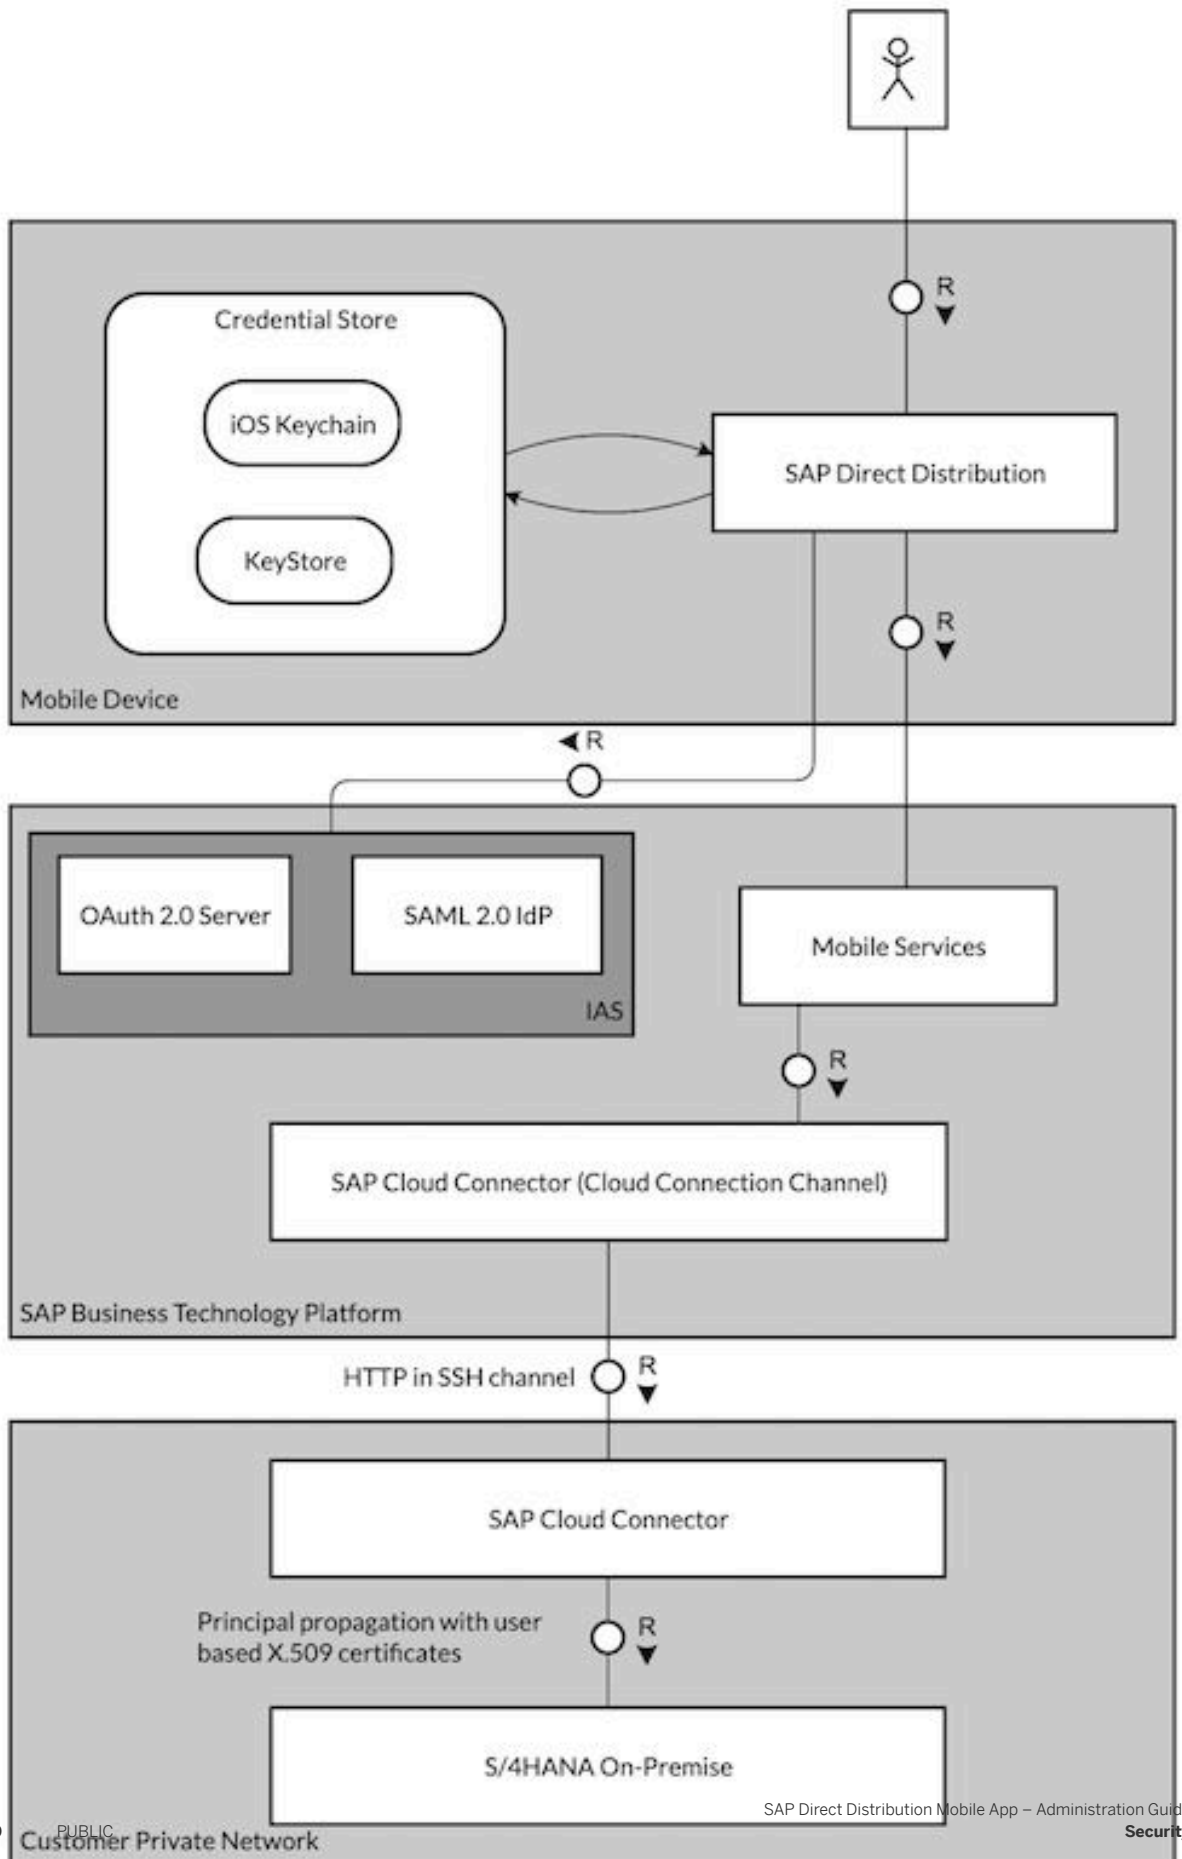 R
Credential Store
iOS Keychain
SAP Direct Distribution
KeyStore
R
Mobile Device
R
OAuth 2.0 Server
SAML 2.0 IdP
Mobile Services
IAS
R
SAP Cloud Connector (Cloud Connection Channel)
SAP Business Technology Platform
HTTP in SSH channel
R
SAP Cloud Connector
Principal propagation with user
based X.509 certificates
R
S/4HANA On-Premise
SAP Direct Distribution Mobile App – Administration Guid
PUBLIC
Securit
Customer Private Network